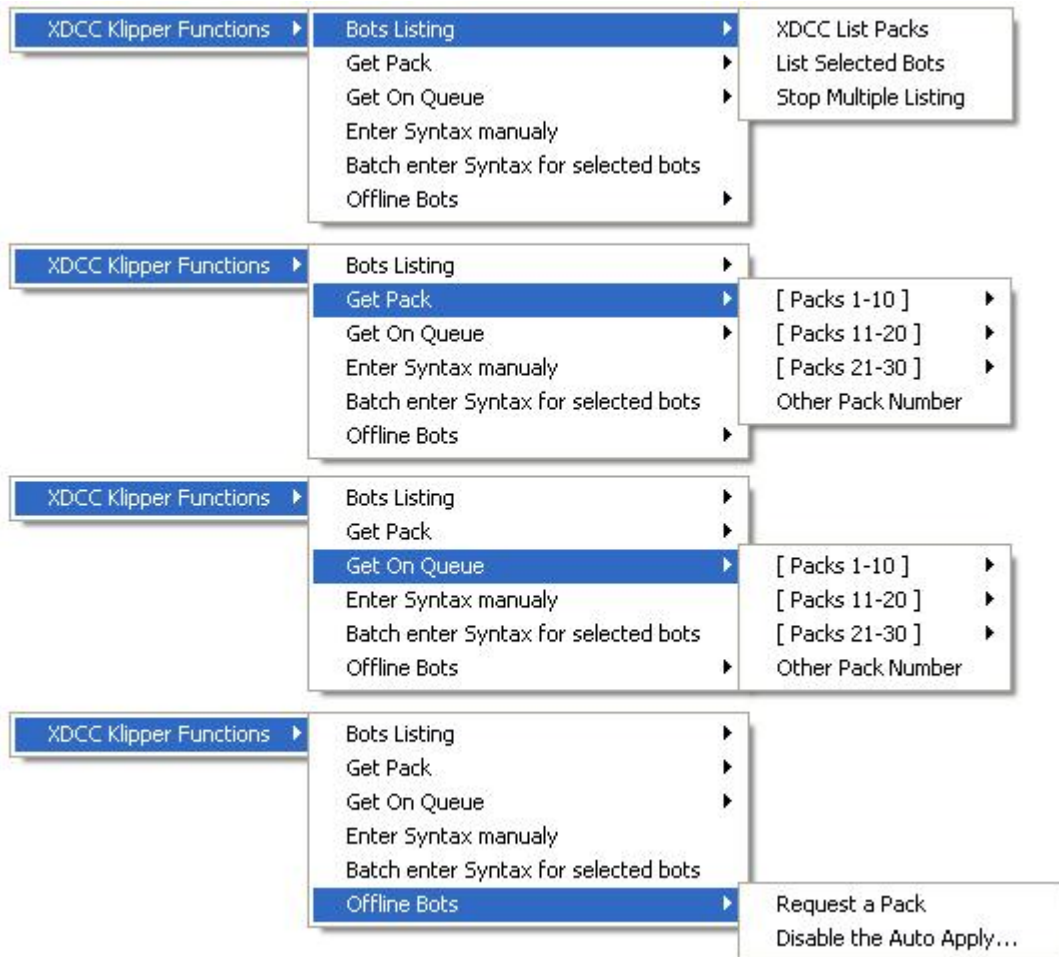 XDCC Klipper Functions
Bots Listing
XDCC List Packs
Get Pack
List Selected Bots
Get On Queue
Stop Multiple Listing
Enter Syntax manualy
Batch enter Syntax for selected bots
Offline Bots
XDCC Klipper Functions
Bots Listing
Get Pack
[ Packs 1-10 ]
Get On Queue
[ Packs 11-20 ]
Enter Syntax manualy
[ Packs 21-30 ]
Batch enter Syntax for selected bots
Other Pack Number
Offline Bots
XDCC Klipper Functions
Bots Listing
Get Pack
Get On Queue
[ Packs 1-10 ]
Enter Syntax manualy
[ Packs 11-20 ]
Batch enter Syntax for selected bots
[ Packs 21-30 ]
Offline Bots
Other Pack Number
XDCC Klipper Functions
Bots Listing
Get Pack
Get On Queue
Enter Syntax manualy
Batch enter Syntax for selected bots
Offline Bots
Request a Pack
Disable the Auto Apply...